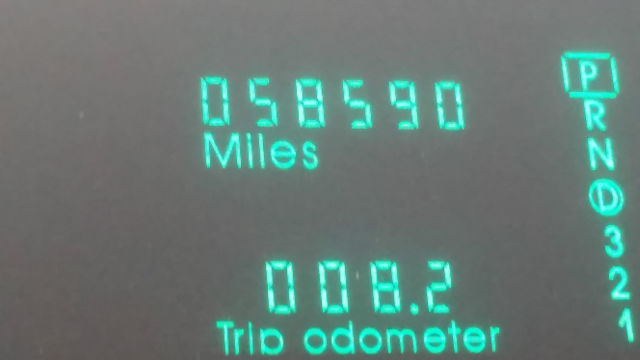 058590
Miles
008.2
Trip odometer
P
R
N
D
3
2
1